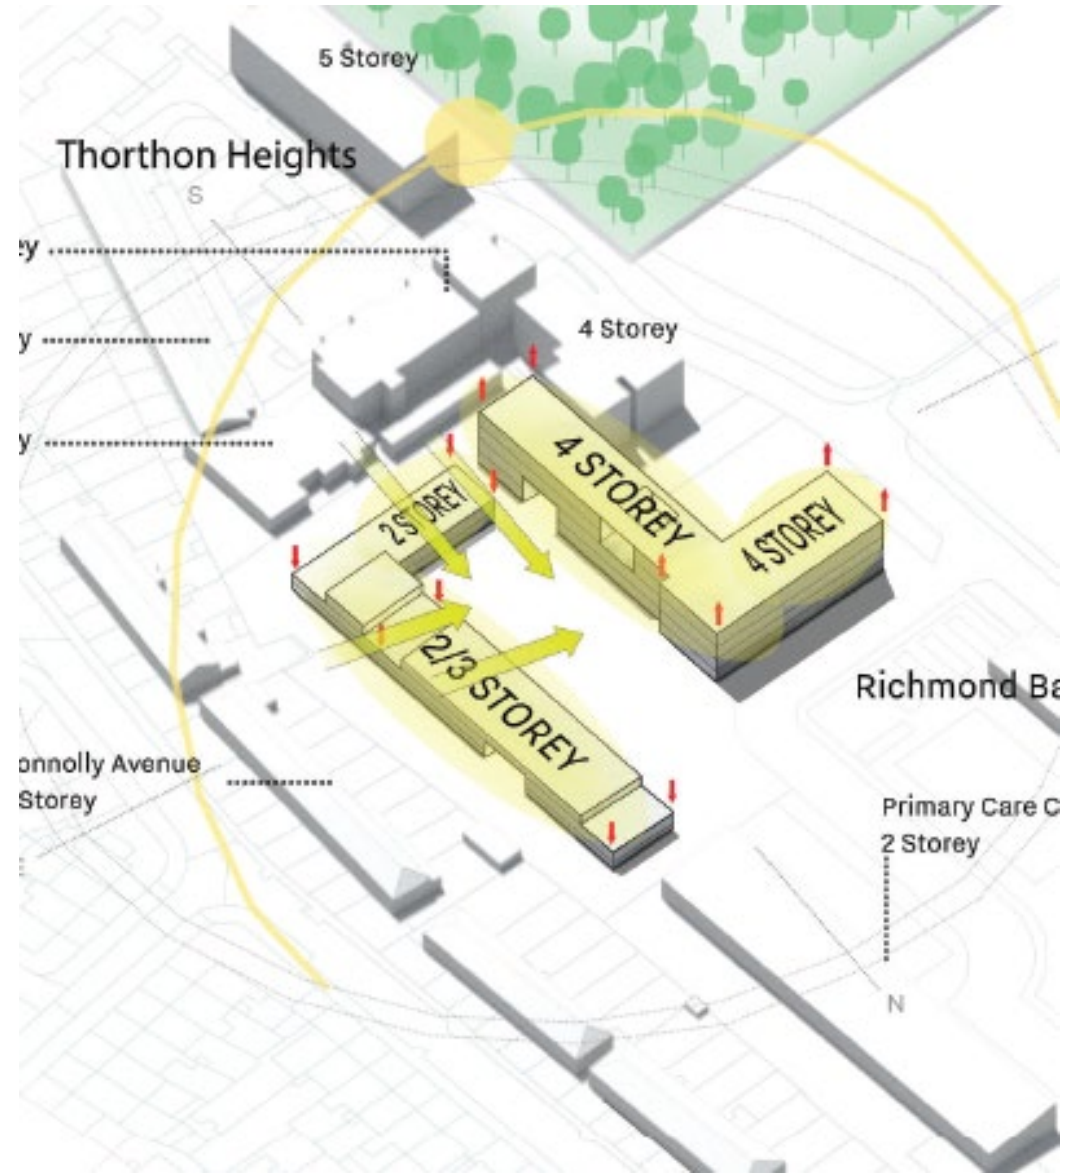 5 Storey
Thorthon Heights
S
ey
4 Storey
y
y
4 STOREY
2 STOREY
4 STOREY
2/3 STOREY
Richmond Ba
onnolly Avenue
Storey
Primary Care C
2 Storey
E
N